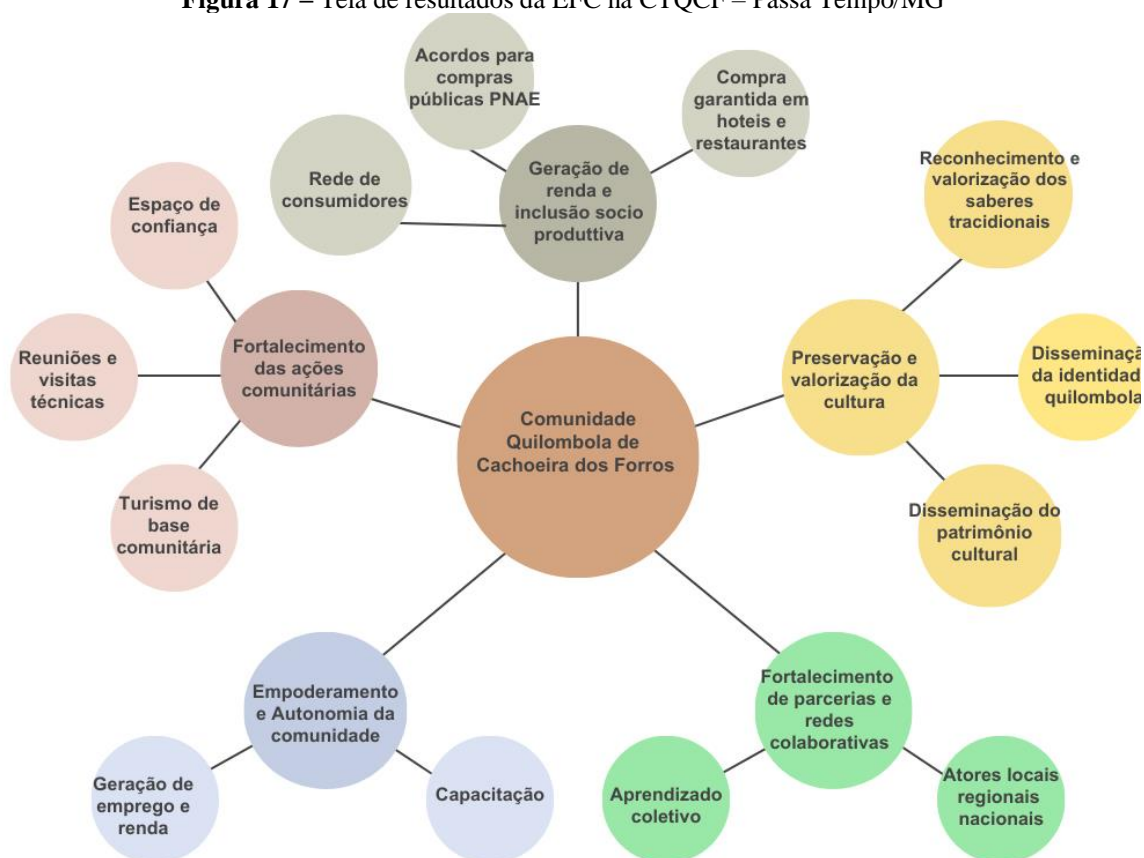 Figura 17 – Teia de resultados da EFC na CTQCF – Passa Tempo/MG
Acordos para
compras
públicas PNAE
Compra
garantida em
hoteis e
restaurantes
Rede de
consumidores
Geração de
renda e
inclusão socio
produttiva
Reconhecimento e
valorização dos
saberes
tracidionais
Espaço de
confiança
Reuniões e
visitas
técnicas
Fortalecimento
das ações
comunitárias
Turismo de
base
comunitária
Comunidade
Quilombola de
Cachoeira dos Forros
Preservação e
valorização da
cultura
Disseminaçã
da identidad
quilombola
Disseminação do
patrimônio
cultural
Empoderamento
e Autonomia da
comunidade
Geração de
emprego e
renda
Capacitação
Fortalecimento
de parcerias e
redes
colaborativas
Aprendizado
coletivo
Atores locais
regionais
nacionais